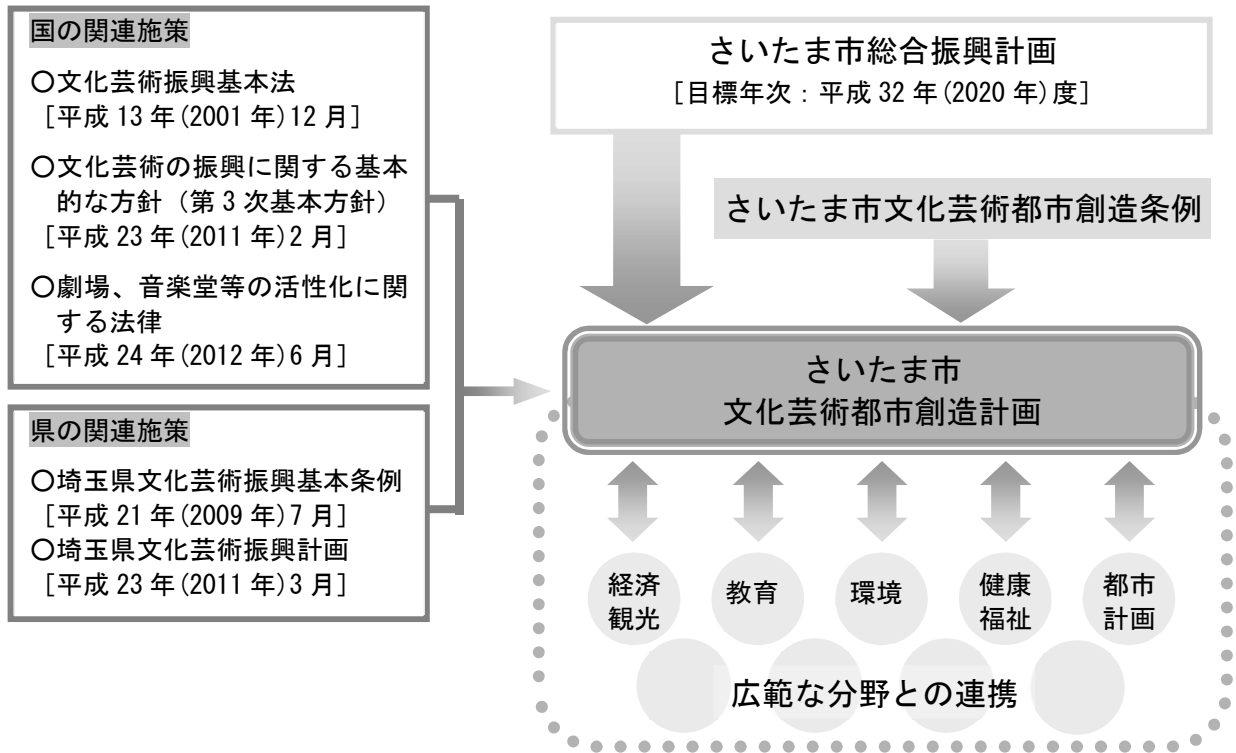 国の関連施策
〇文化芸術振興基本法
[平成 13 年(2001 年)12 月]
〇文化芸術の振興に関する基本
的な方針（第 3 次基本方針）
[平成 23 年(2011 年)2 月]
〇劇場、音楽堂等の活性化に関
する法律
[平成 24 年(2012 年)6 月]
県の関連施策
〇埼玉県文化芸術振興基本条例
[平成 21 年(2009 年)7 月]
〇埼玉県文化芸術振興計画
[平成 23 年(2011 年)3 月]
さいたま市総合振興計画
[目標年次：平成 32 年(2020 年)度]
さいたま市文化芸術都市創造条例
さいたま市
文化芸術都市創造計画
経済
観光
教育
環境
健康
福祉
都市
計画
広範な分野との連携